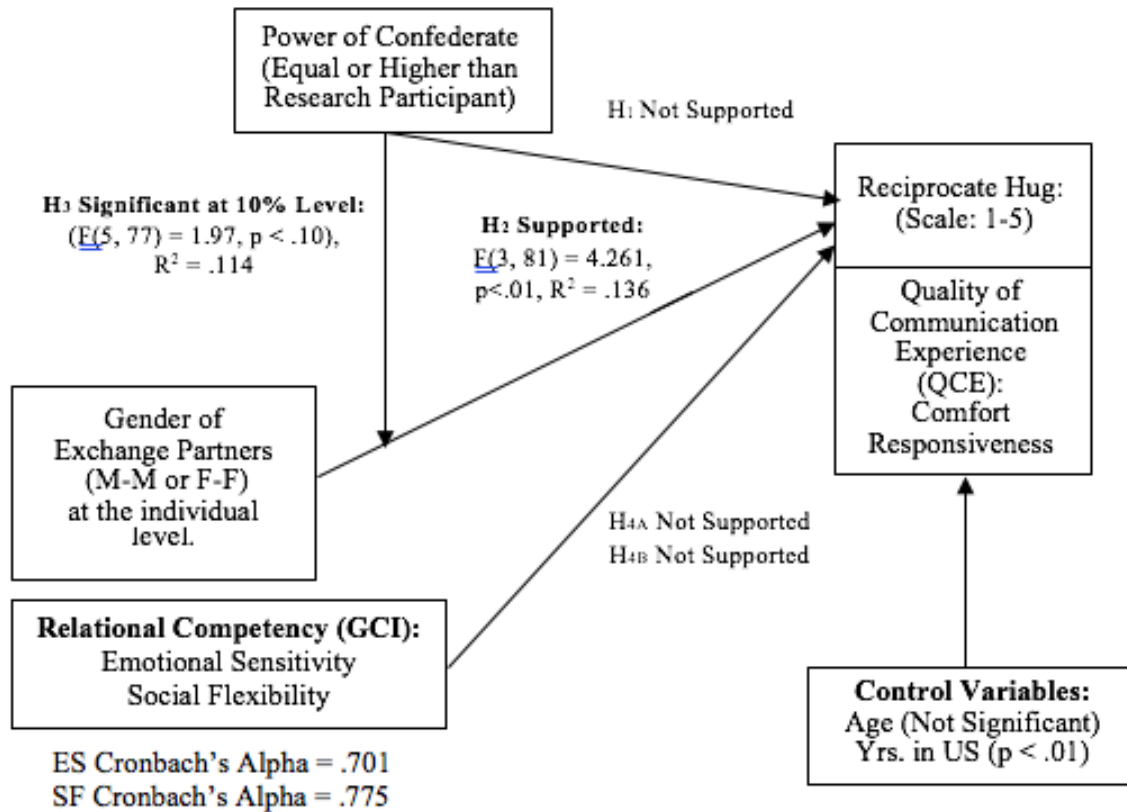 Power of Confederate
(Equal or Higher than
Research Participant)
H1 Not Supported
H3 Significant at 10% Level:
(F(5, 77) = 1.97, p < .10),
R² = .114
H2 Supported:
F(3, 81) = 4.261,
p<.01, R² = .136
Reciprocate Hug:
(Scale: 1-5)
Quality of
Communication
Experience
(QCE):
Comfort
Responsiveness
Gender of
Exchange Partners
(M-M or F-F)
at the individual
level.
H4A Not Supported
H4B Not Supported
Relational Competency (GCI):
Emotional Sensitivity
Social Flexibility
Control Variables:
Age (Not Significant)
Yrs. in US (p < .01)
ES Cronbach’s Alpha = .701
SF Cronbach’s Alpha = .775